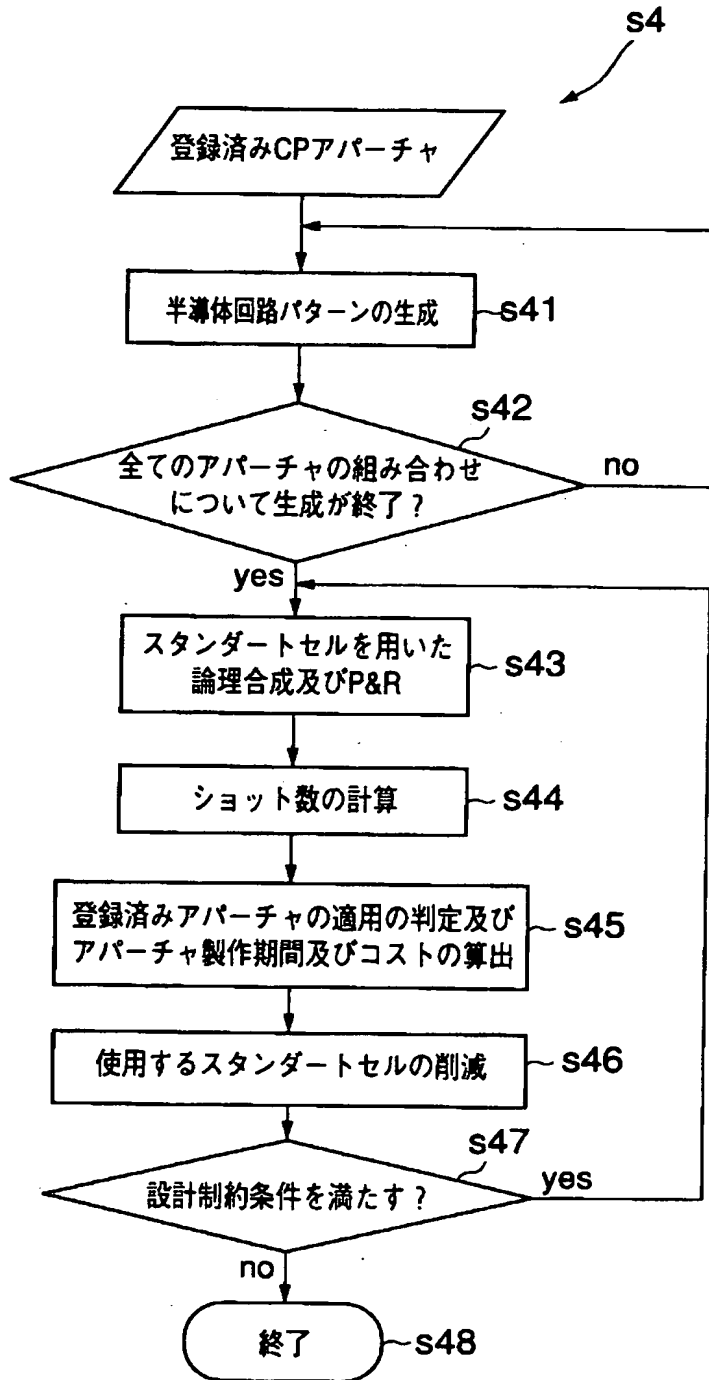 s4
登録済みCPアパーチャ
半導体回路パターンの生成
s41
s42
全てのアパーチャの組み合わせ
について生成が終了？
no
yes
スタンダートセルを用いた
論理合成及びP&R
s43
ショット数の計算
s44
登録済みアパーチャの適用の判定及び
アパーチャ製作期間及びコストの算出
s45
使用するスタンダートセルの削減
s46
s47
設計制約条件を満たす？
yes
no
終了
s48